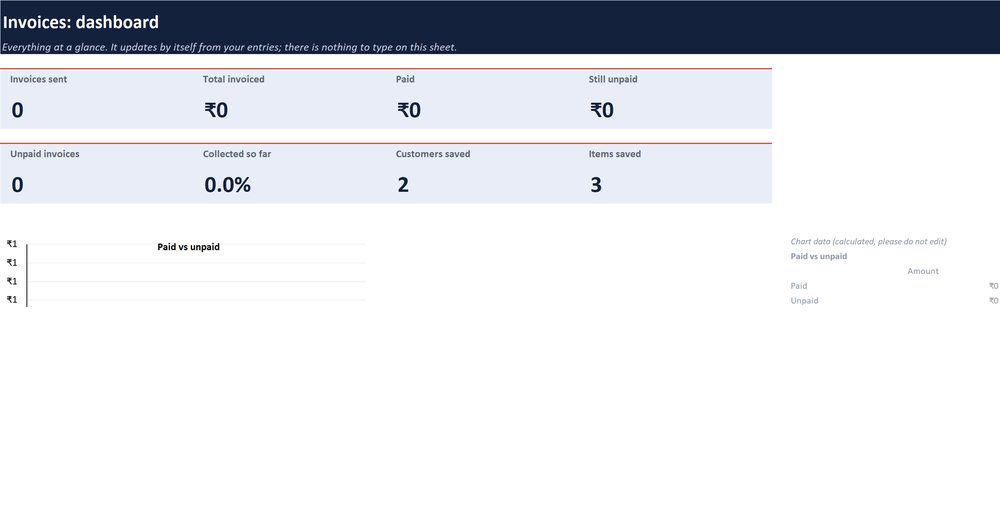 Invoices: dashboard
Everything at a glance. It updates by itself from your entries; there is nothing to type on this sheet.
Invoices sent Total invoiced Paid Still unpaid
0 ₹0 ₹0 ₹0
Unpaid invoices Collected so far Customers saved Items saved
0 0.0% 2 3
Paid vs unpaid
₹1
₹1
₹1
₹1
Chart data (calculated, please do not edit)
Paid vs unpaid
Amount
Paid ₹0
Unpaid ₹0